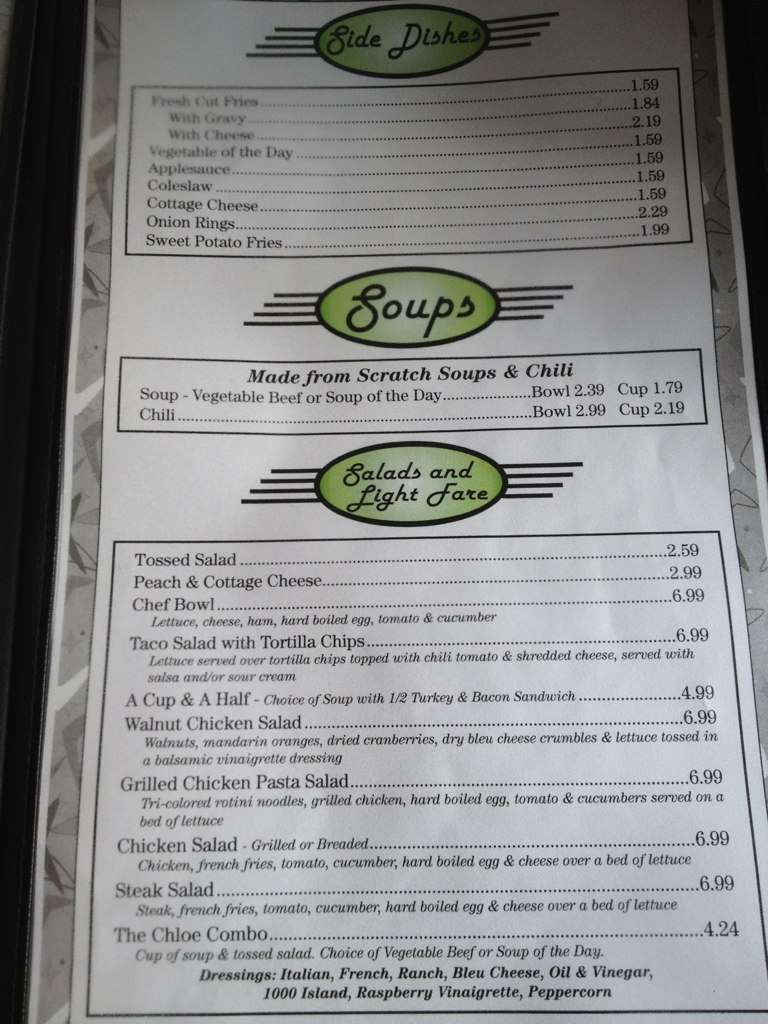 Side Dishes
Fresh Cut Fries 1.59
With Gravy 1.84
With Cheese 2.19
Vegetable of the Day 1.59
Applesauce 1.59
Coleslaw 1.59
Cottage Cheese 1.59
Onion Rings 2.29
Sweet Potato Fries 1.99
Soups
Made from Scratch Soups & Chili
Soup - Vegetable Beef or Soup of the Day Bowl 2.39 Cup 1.79
Chili Bowl 2.99 Cup 2.19
Salads and
Light Fare
Tossed Salad 2.59
Peach & Cottage Cheese 2.99
Chef Bowl 6.99
Lettuce, cheese, ham, hard boiled egg, tomato & cucumber
Taco Salad with Tortilla Chips 6.99
Lettuce served over tortilla chips topped with chili tomato & shredded cheese, served with
salsa and/or sour cream
A Cup & A Half - Choice of Soup with 1/2 Turkey & Bacon Sandwich 4.99
Walnut Chicken Salad 6.99
Walnuts, mandarin oranges, dried cranberries, dry bleu cheese crumbles & lettuce tossed in
a balsamic vinaigrette dressing
Grilled Chicken Pasta Salad 6.99
Tri-colored rotini noodles, grilled chicken, hard boiled egg, tomato & cucumbers served on a
bed of lettuce
Chicken Salad - Grilled or Breaded 6.99
Chicken, french fries, tomato, cucumber, hard boiled egg & cheese over a bed of lettuce
Steak Salad 6.99
Steak, french fries, tomato, cucumber, hard boiled egg & cheese over a bed of lettuce
The Chloe Combo 4.24
Cup of soup & tossed salad. Choice of Vegetable Beef or Soup of the Day.
Dressings: Italian, French, Ranch, Bleu Cheese, Oil & Vinegar,
1000 Island, Raspberry Vinaigrette, Peppercorn